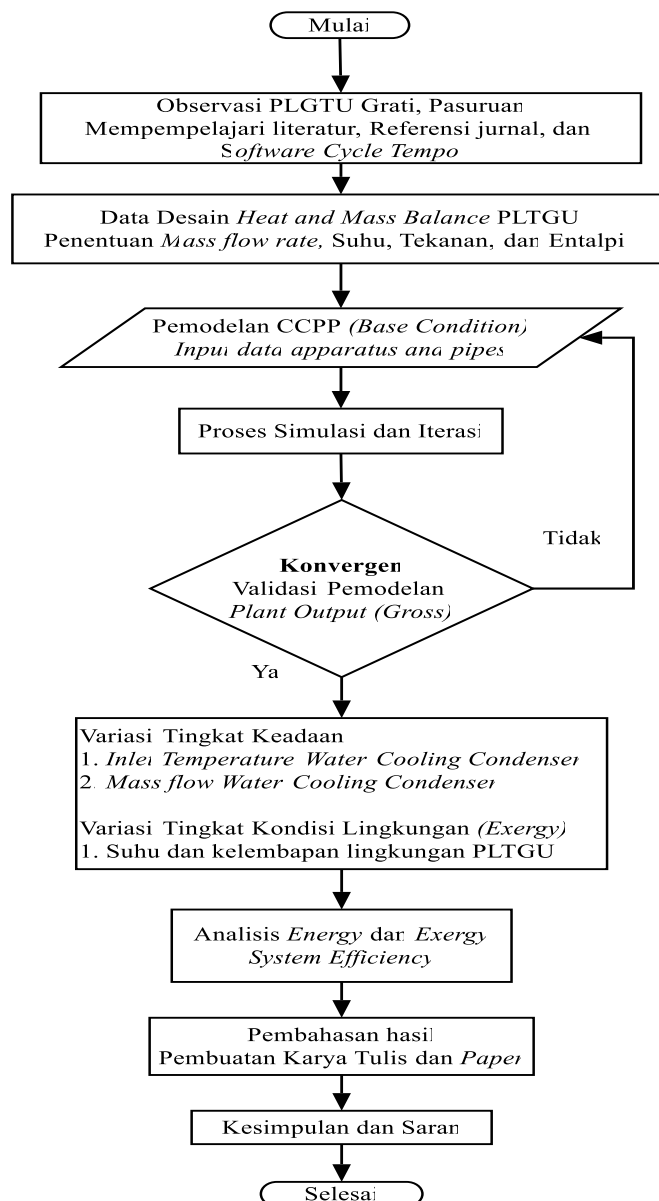 Mulai
Observasi PLGTU Grati, Pasuruan
Mempempelajari literatur, Referensi jurnal, dan
Software Cycle Tempo
Data Desain Heat and Mass Balance PLTGU
Penentuan Mass flow rate, Suhu, Tekanan, dan Entalpi
Pemodelan CCPP (Base Condition)
Input data apparatus and pipes
Proses Simulasi dan Iterasi
Tidak
Konvergen
Validasi Pemodelan
Plant Output (Gross)
Ya
Variasi Tingkat Keadaan
1. Inlet Temperature Water Cooling Condenser
2. Mass flow Water Cooling Condenser
Variasi Tingkat Kondisi Lingkungan (Exergy)
1. Suhu dan kelembapan lingkungan PLTGU
Analisis Energy dan Exergy
System Efficiency
Pembahasan hasil
Pembuatan Karya Tulis dan Paper
Kesimpulan dan Saran
Selesai